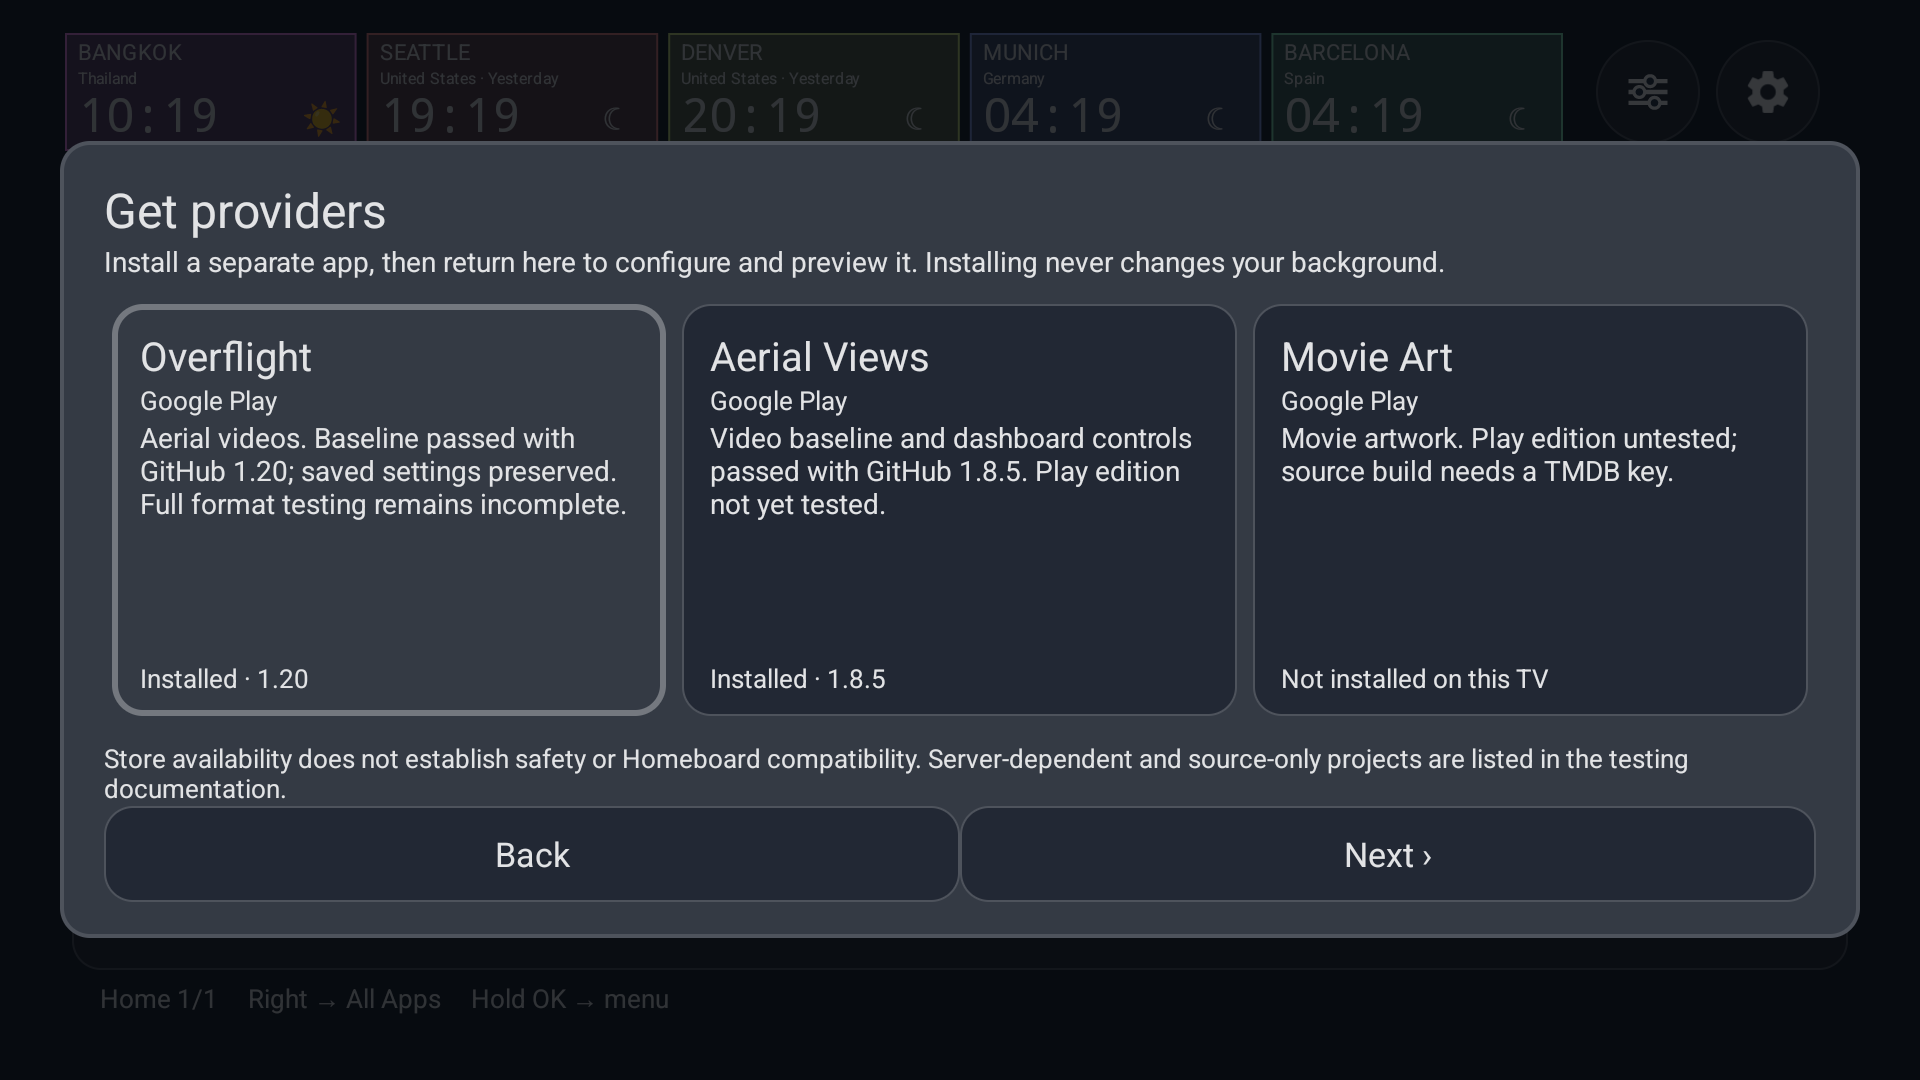 BANGKOK
Thailand
10:19
SEATTLE
United States · Yesterday
19:19
DENVER
United States · Yesterday
20:19
MUNICH
Germany
04:19
BARCELONA
Spain
04:19
Get providers
Install a separate app, then return here to configure and preview it. Installing never changes your background.
Overflight
Google Play
Aerial videos. Baseline passed with
GitHub 1.20; saved settings preserved.
Full format testing remains incomplete.
Installed · 1.20
Aerial Views
Google Play
Video baseline and dashboard controls
passed with GitHub 1.8.5. Play edition
not yet tested.
Installed · 1.8.5
Movie Art
Google Play
Movie artwork. Play edition untested;
source build needs a TMDB key.
Not installed on this TV
Store availability does not establish safety or Homeboard compatibility. Server-dependent and source-only projects are listed in the testing
documentation.
Back
Next ›
Home 1/1 Right → All Apps Hold OK → menu